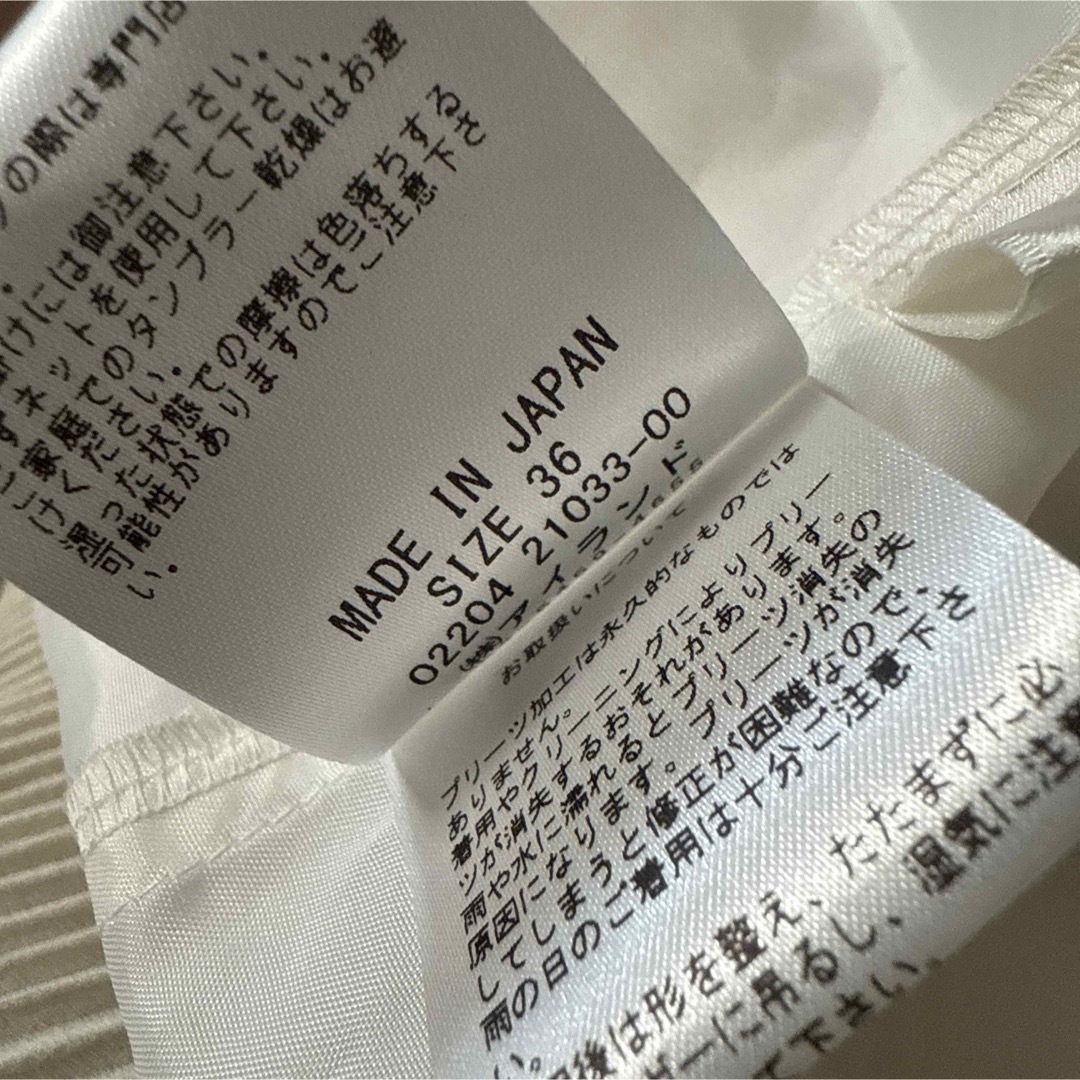 の際は専門店
けには御注意下さい.
ネットを使用して下さい.
家庭でのタンブラー乾燥はお避
ください.
った状態での摩擦は色落ちする
可能性がありますのでご注意下さ
い.
MADE IN JAPAN
SIZE 36
02204 21033-00
㈱アイランド
お取扱いについて
プリーツ加工は永久的なものでは
ありません。
着用やクリーニングによりプリー
ツが消失するおそれがあります。
雨や水に濡れるとプリーツ消失の
原因になります。プリーツが消失
してしまうと修正が困難なので、
雨の日のご着用は十分ご注意下さ
い。
後は形を整え、たたまずに必
ガーに吊るし、湿気に注意
て下さい。